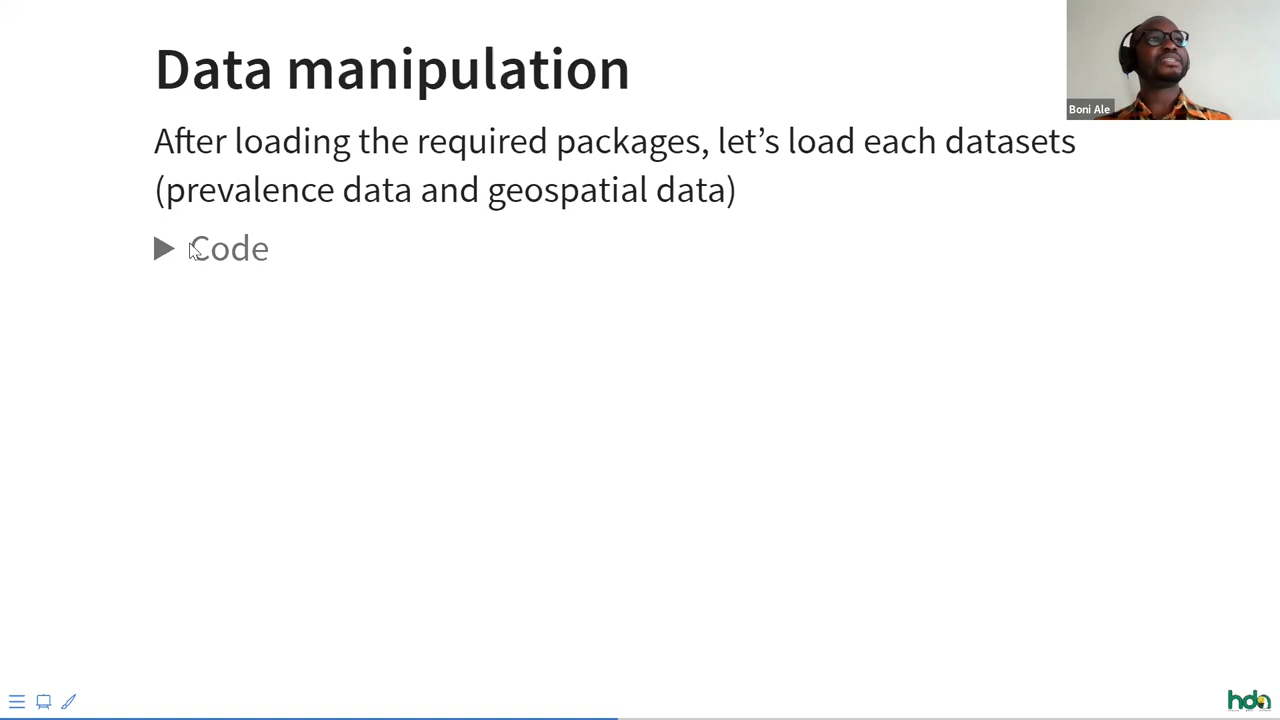 Data manipulation
After loading the required packages, let’s load each datasets
(prevalence data and geospatial data)
Code
Boni Ale
hda